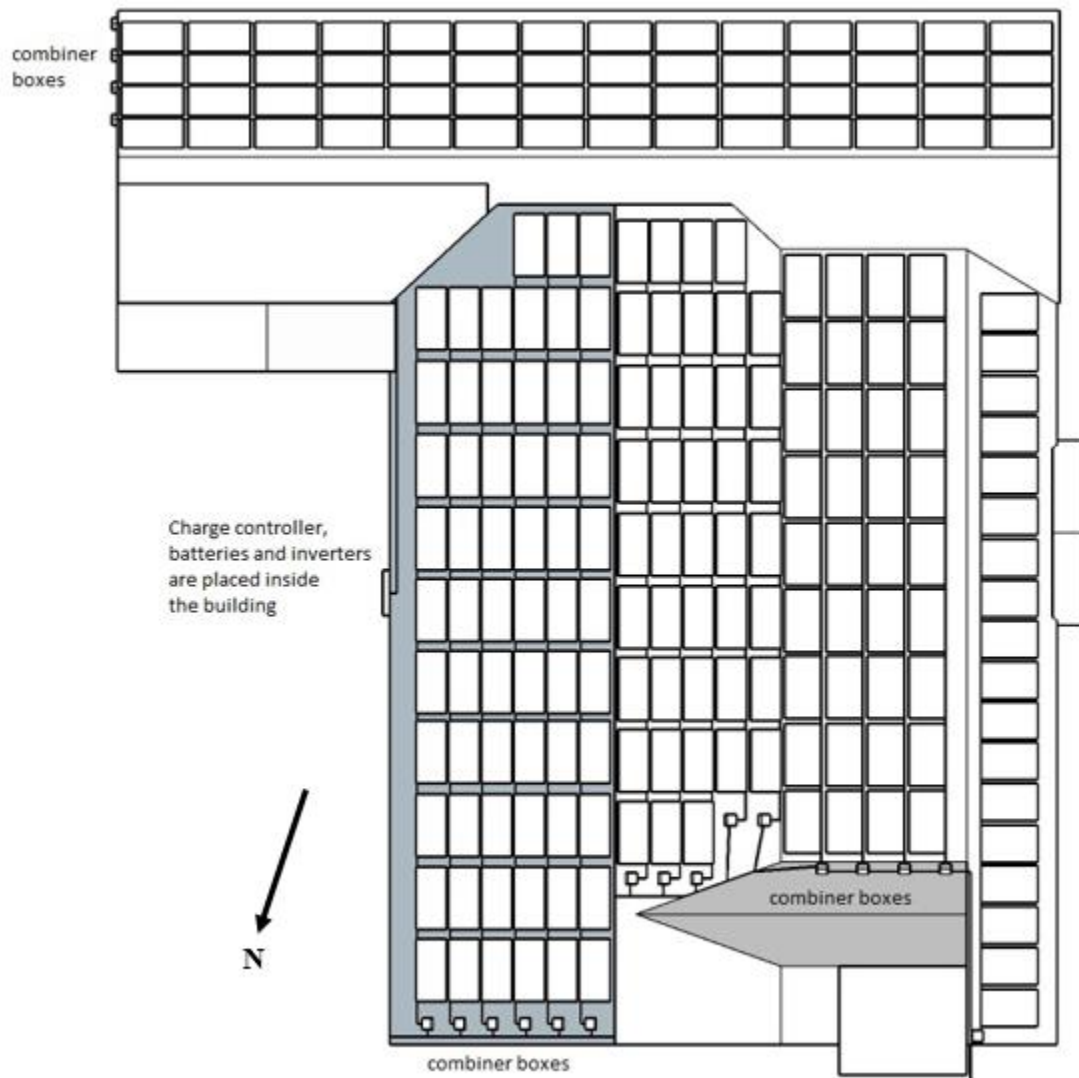 combiner
boxes
Charge controller,
batteries and inverters
are placed inside
the building
combiner boxes
N
combiner boxes